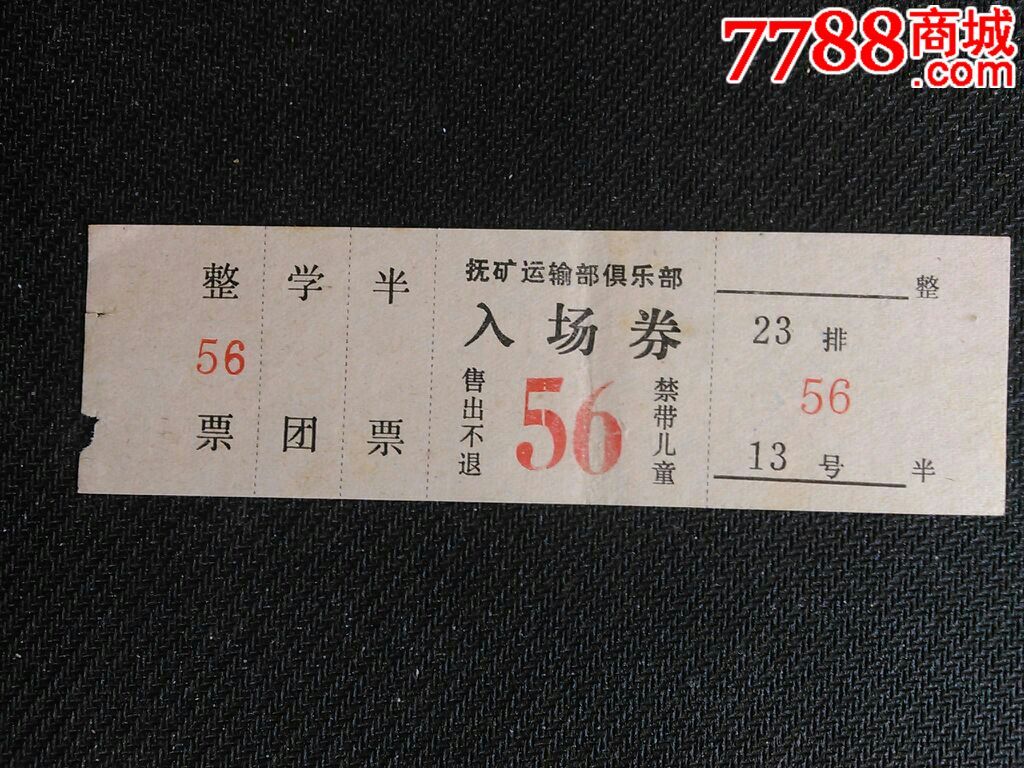 7788商城
.com
整
56
票
学
团
半
票
抚矿运输部俱乐部
入场券
售出不退
56
禁带儿童
整
23 排
56
13 号
半